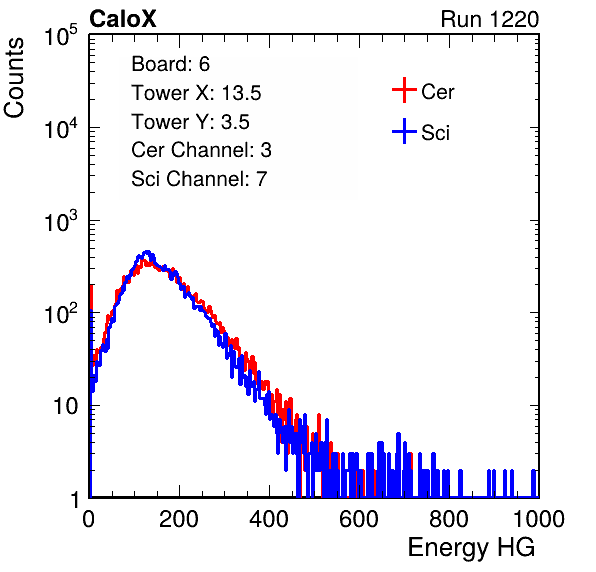 CaloX Run 1220
Counts
10^5
10^4
10^3
10^2
10
1
Board: 6
Tower X: 13.5
Tower Y: 3.5
Cer Channel: 3
Sci Channel: 7
Cer
Sci
0 200 400 600 800 1000
Energy HG